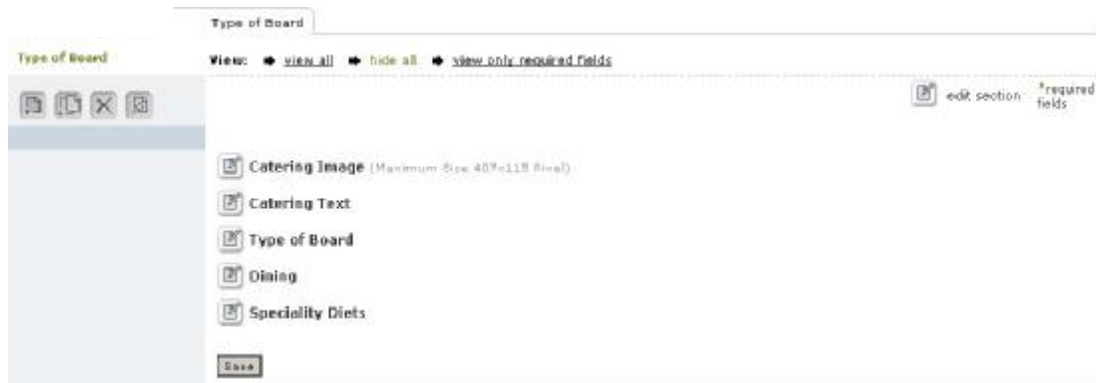 Type of Board
Type of Board
View: view all hide all view only required fields
edit section *required fields
Catering Image (Maximum Size 407x115 Pixel)
Catering Text
Type of Board
Dining
Speciality Diets
Save